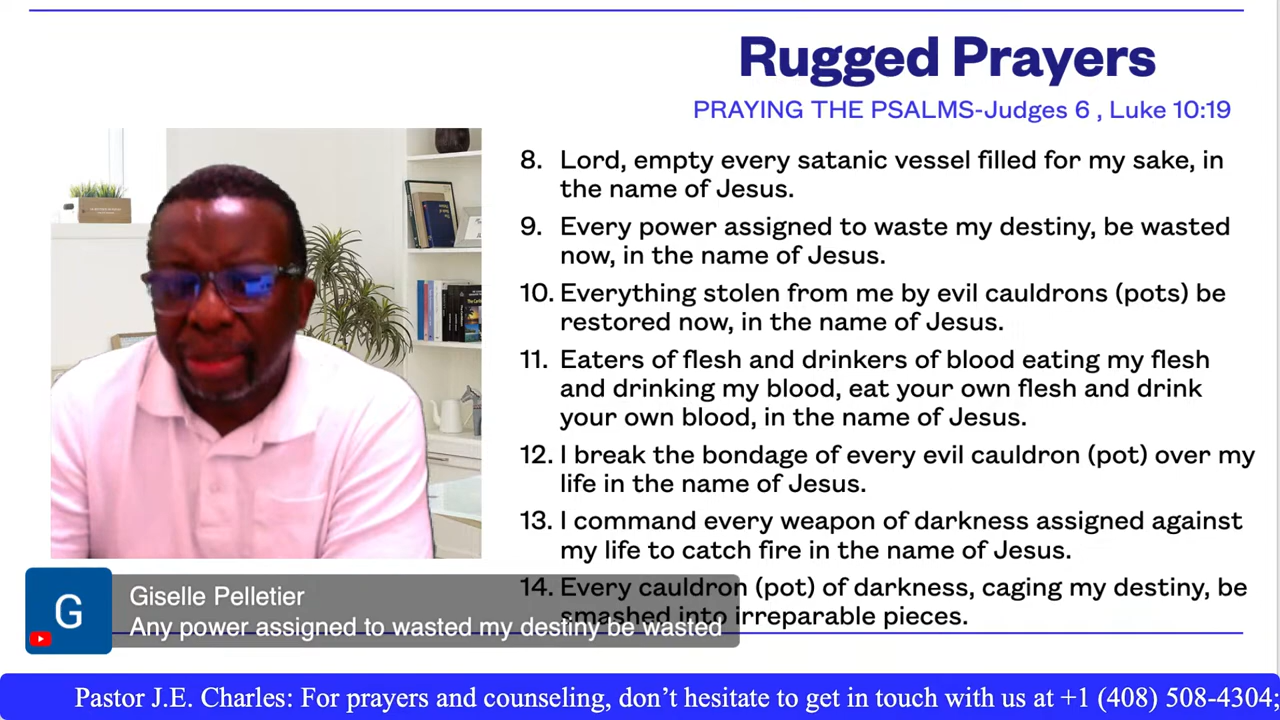 Rugged Prayers
PRAYING THE PSALMS-Judges 6 , Luke 10:19
8. Lord, empty every satanic vessel filled for my sake, in
the name of Jesus.
9. Every power assigned to waste my destiny, be wasted
now, in the name of Jesus.
10. Everything stolen from me by evil cauldrons (pots) be
restored now, in the name of Jesus.
11. Eaters of flesh and drinkers of blood eating my flesh
and drinking my blood, eat your own flesh and drink
your own blood, in the name of Jesus.
12. I break the bondage of every evil cauldron (pot) over my
life in the name of Jesus.
13. I command every weapon of darkness assigned against
my life to catch fire in the name of Jesus.
14. Every cauldron (pot) of darkness, caging my destiny, be
smashed into irreparable pieces.
G
Giselle Pelletier
Any power assigned to wasted my destiny be wasted
Pastor J.E. Charles: For prayers and counseling, don’t hesitate to get in touch with us at +1 (408) 508-4304;